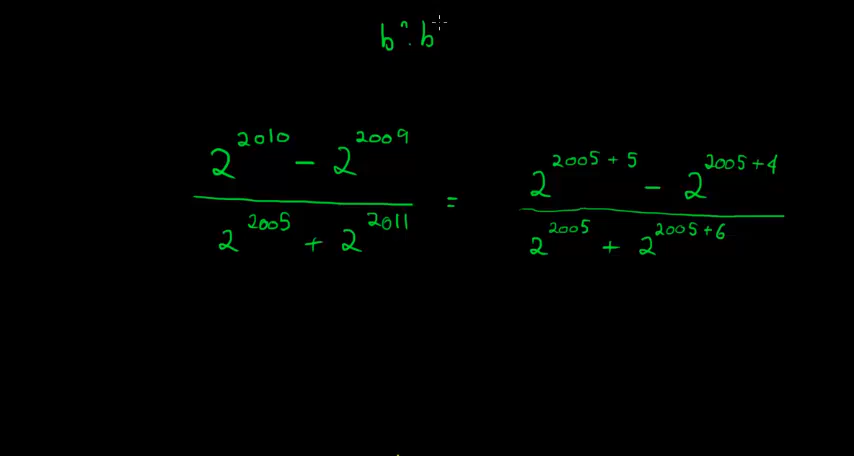 bⁿ · b
2^2010 - 2^2009 / 2^2005 + 2^2011 = 2^2005 + 5 - 2^2005 + 4 / 2^2005 + 2^2005 + 6